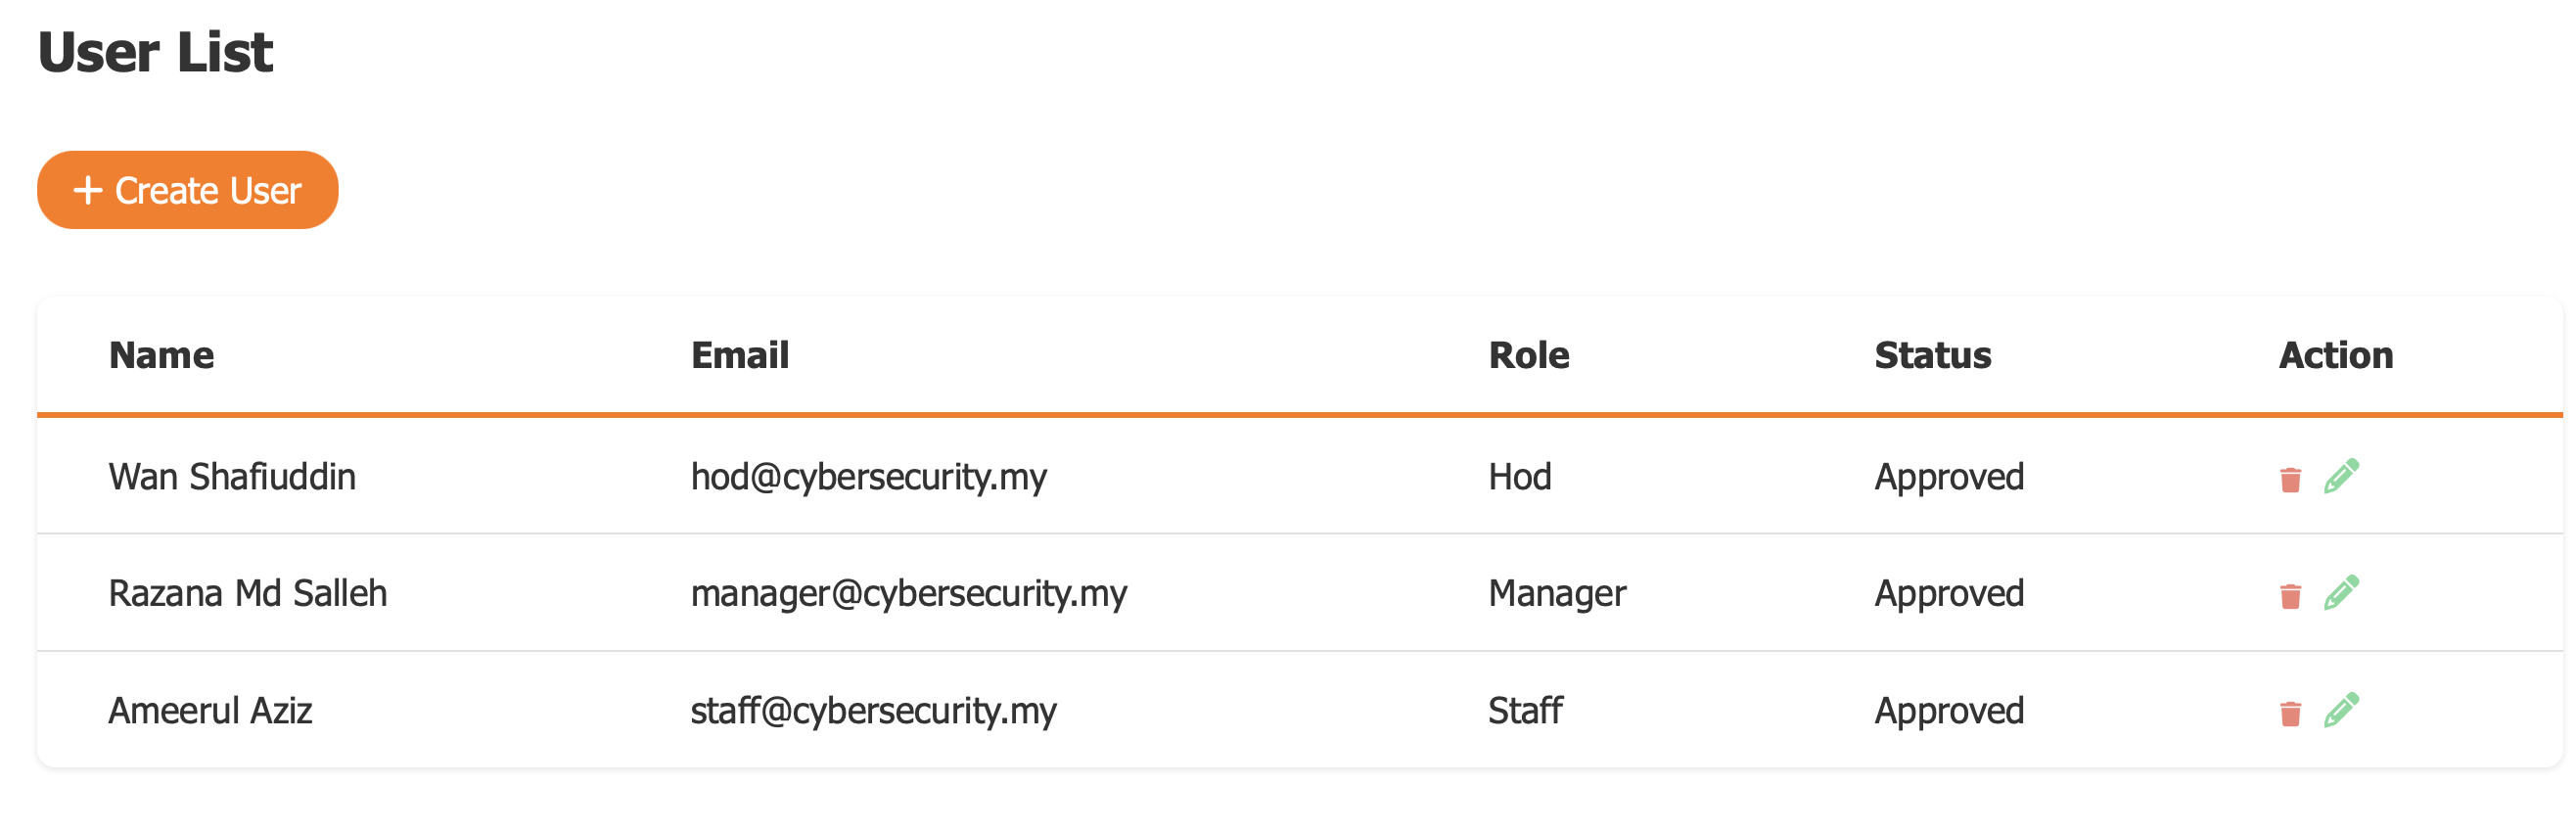 User List
+ Create User
Name Email Role Status Action
Wan Shafiuddin hod@cybersecurity.my Hod Approved
Razana Md Salleh manager@cybersecurity.my Manager Approved
Ameerul Aziz staff@cybersecurity.my Staff Approved